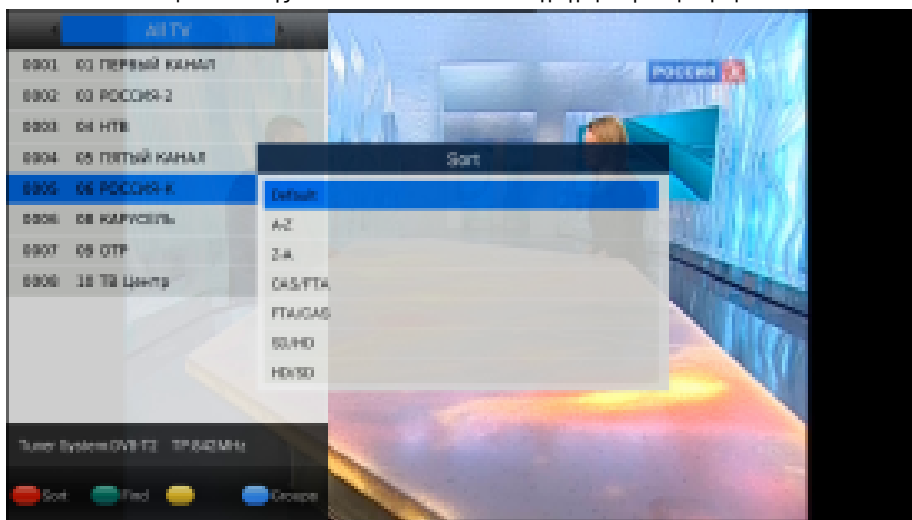 All TV
0001 01 ПЕРВЫЙ КАНАЛ
0002 03 РОССИЯ-2
0003 04 НТВ
0004 05 ПЯТЫЙ КАНАЛ
0005 06 РОССИЯ-К
0006 08 КАРУСЕЛЬ
0007 09 ОТР
0008 10 ТВ Центр
РОССИЯ К
Sort
Default
A-Z
Z-A
CAS/FTA
FTA/CAS
SD/HD
HD/SD
Tuner System:DVB-T2 TP:842MHz
Sort Find Groups